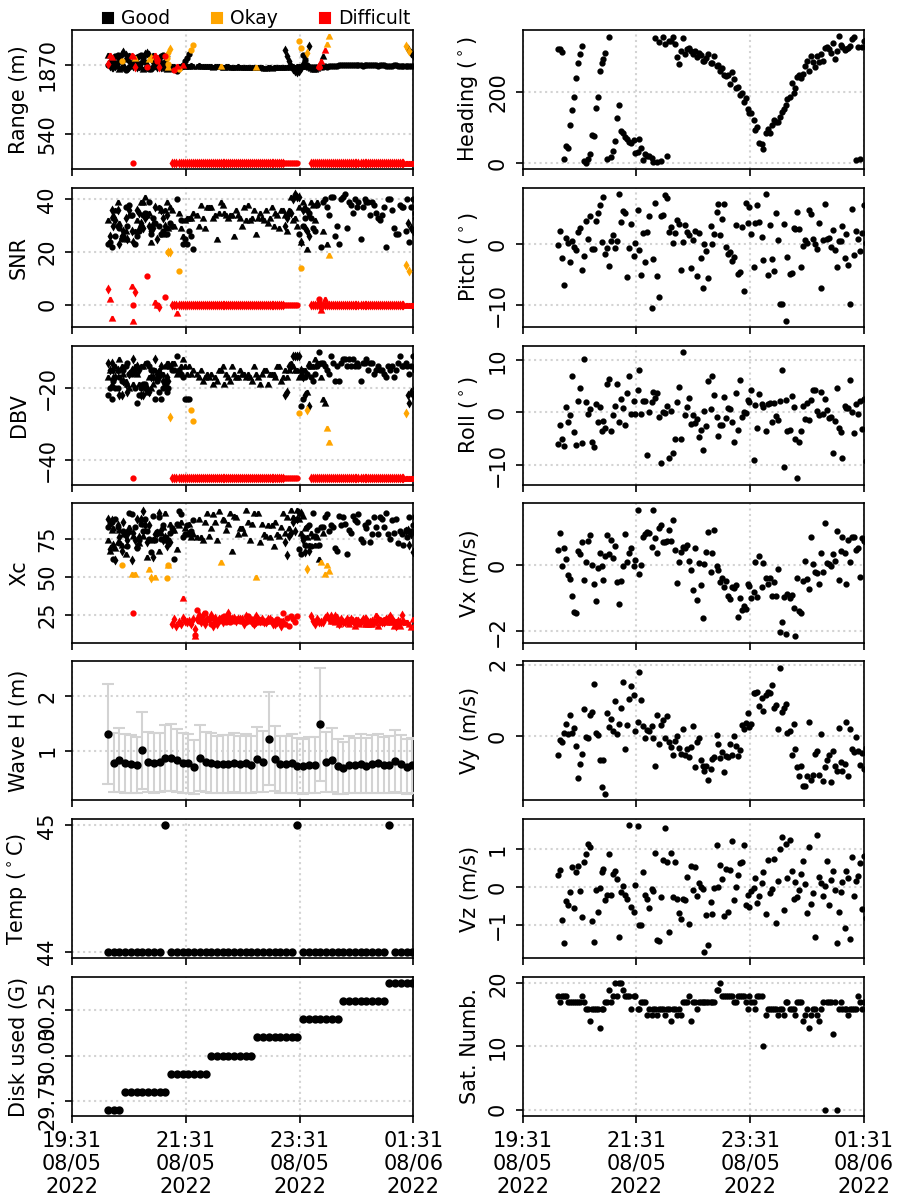 Good Okay Difficult
Range (m)
1870
540
Heading (°)
200
0
SNR
40
20
0
Pitch (°)
0
−10
DBV
−20
−40
Roll (°)
10
0
−10
Xc
75
50
25
Vx (m/s)
0
−2
Wave H (m)
2
1
Vy (m/s)
2
0
Temp (°C)
45
44
Vz (m/s)
1
0
−1
Disk used (G)
30.25
30.00
29.75
Sat. Numb.
20
10
0
19:31 21:31 23:31 01:31 19:31 21:31 23:31 01:31
08/05 08/05 08/05 08/06 08/05 08/05 08/05 08/06
2022 2022 2022 2022 2022 2022 2022 2022